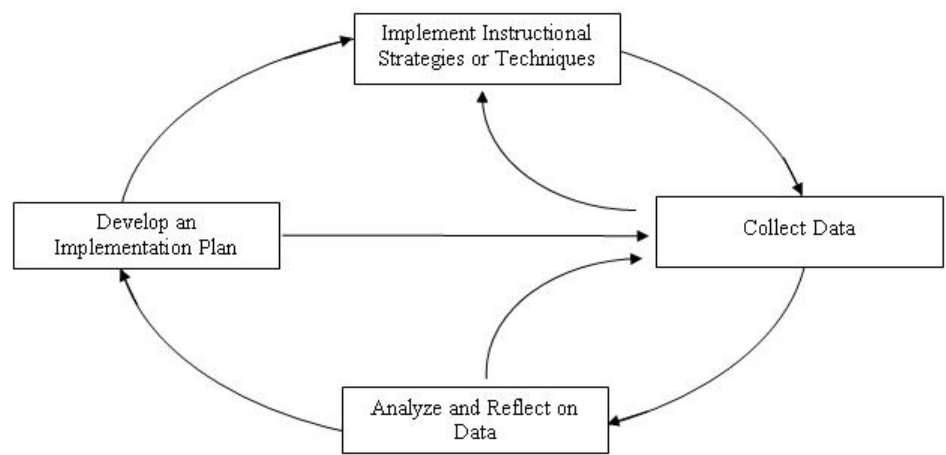 Implement Instructional
Strategies or Techniques
Develop an
Implementation Plan
Collect Data
Analyze and Reflect on
Data